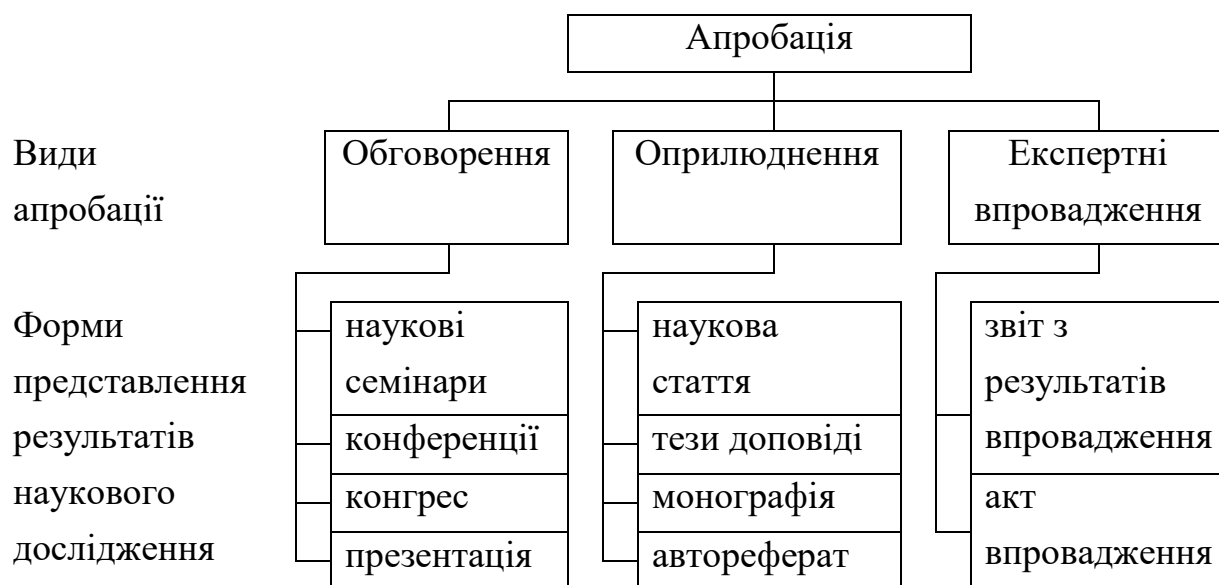 Апробація
Види
апробації
Обговорення
Оприлюднення
Експертні
впровадження
Форми
представлення
результатів
наукового
дослідження
наукові
семінари
конференції
конгрес
презентація
наукова
стаття
тези доповіді
монографія
автореферат
звіт з
результатів
впровадження
акт
впровадження